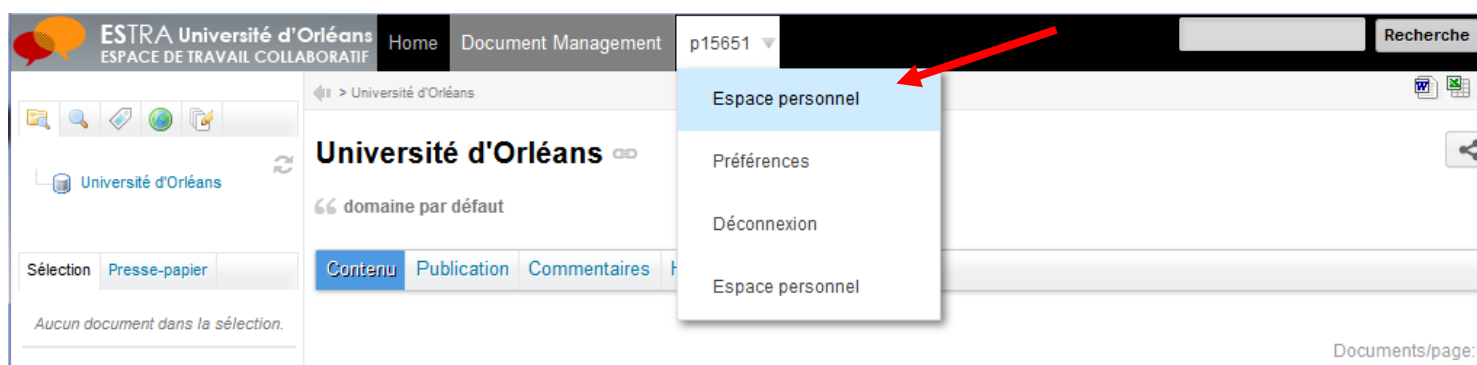 ESTRA Université d'Orléans
ESPACE DE TRAVAIL COLLABORATIF
Home Document Management p15651
Recherche
> Université d'Orléans
Espace personnel
Préférences
Déconnexion
Espace personnel
Université d'Orléans
Université d'Orléans
domaine par défaut
Sélection Presse-papier
Contenu Publication Commentaires
Aucun document dans la sélection.
Documents/page: